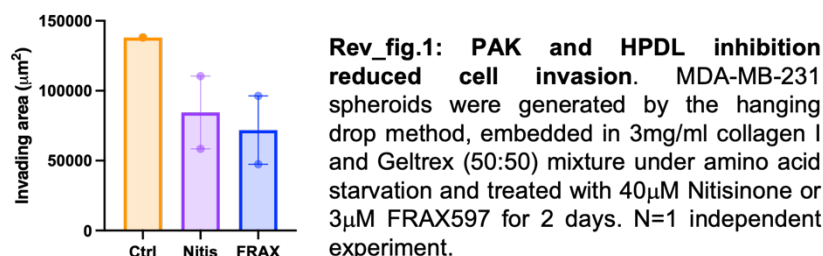 150000
100000
50000
0
Invading area (μm²)
Ctrl Nitis FRAX
Rev_fig.1: PAK and HPDL inhibition
reduced cell invasion. MDA-MB-231
spheroids were generated by the hanging
drop method, embedded in 3mg/ml collagen I
and Geltrex (50:50) mixture under amino acid
starvation and treated with 40μM Nitisinone or
3μM FRAX597 for 2 days. N=1 independent
experiment.